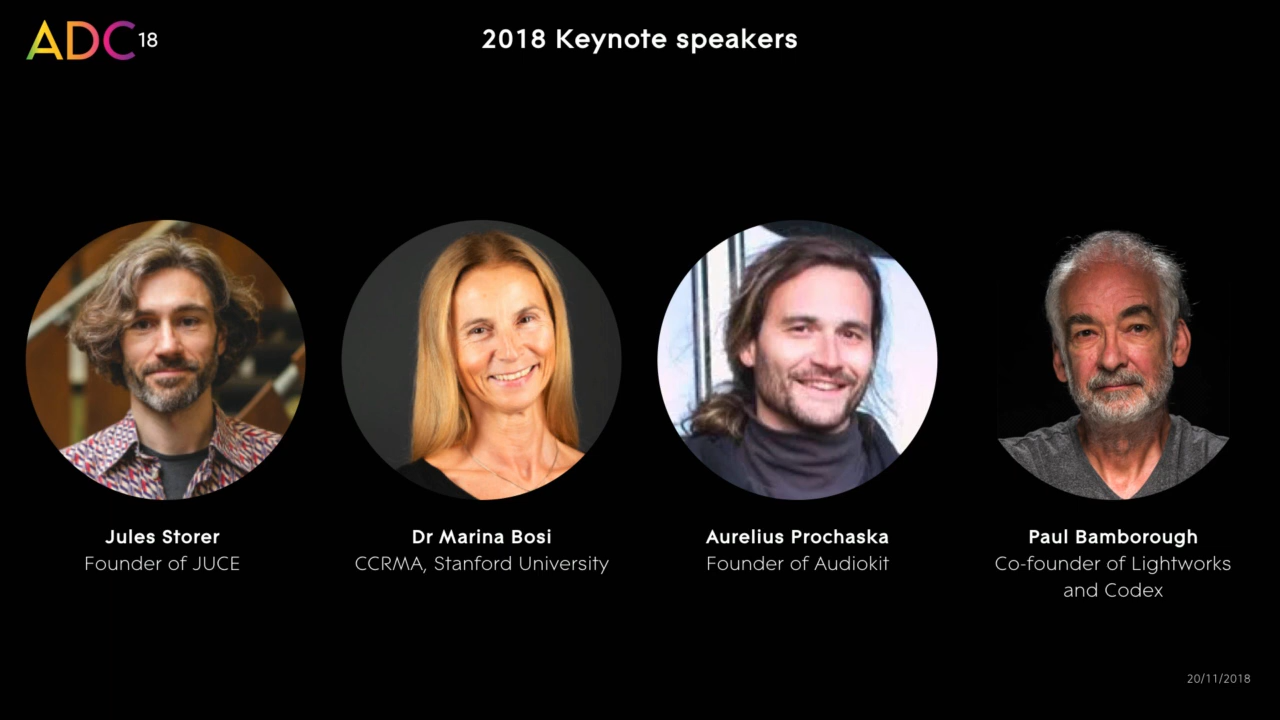 ADC18
2018 Keynote speakers
Jules Storer
Founder of JUCE
Dr Marina Bosi
CCRMA, Stanford University
Aurelius Prochaska
Founder of Audiokit
Paul Bamborough
Co-founder of Lightworks
and Codex
20/11/2018